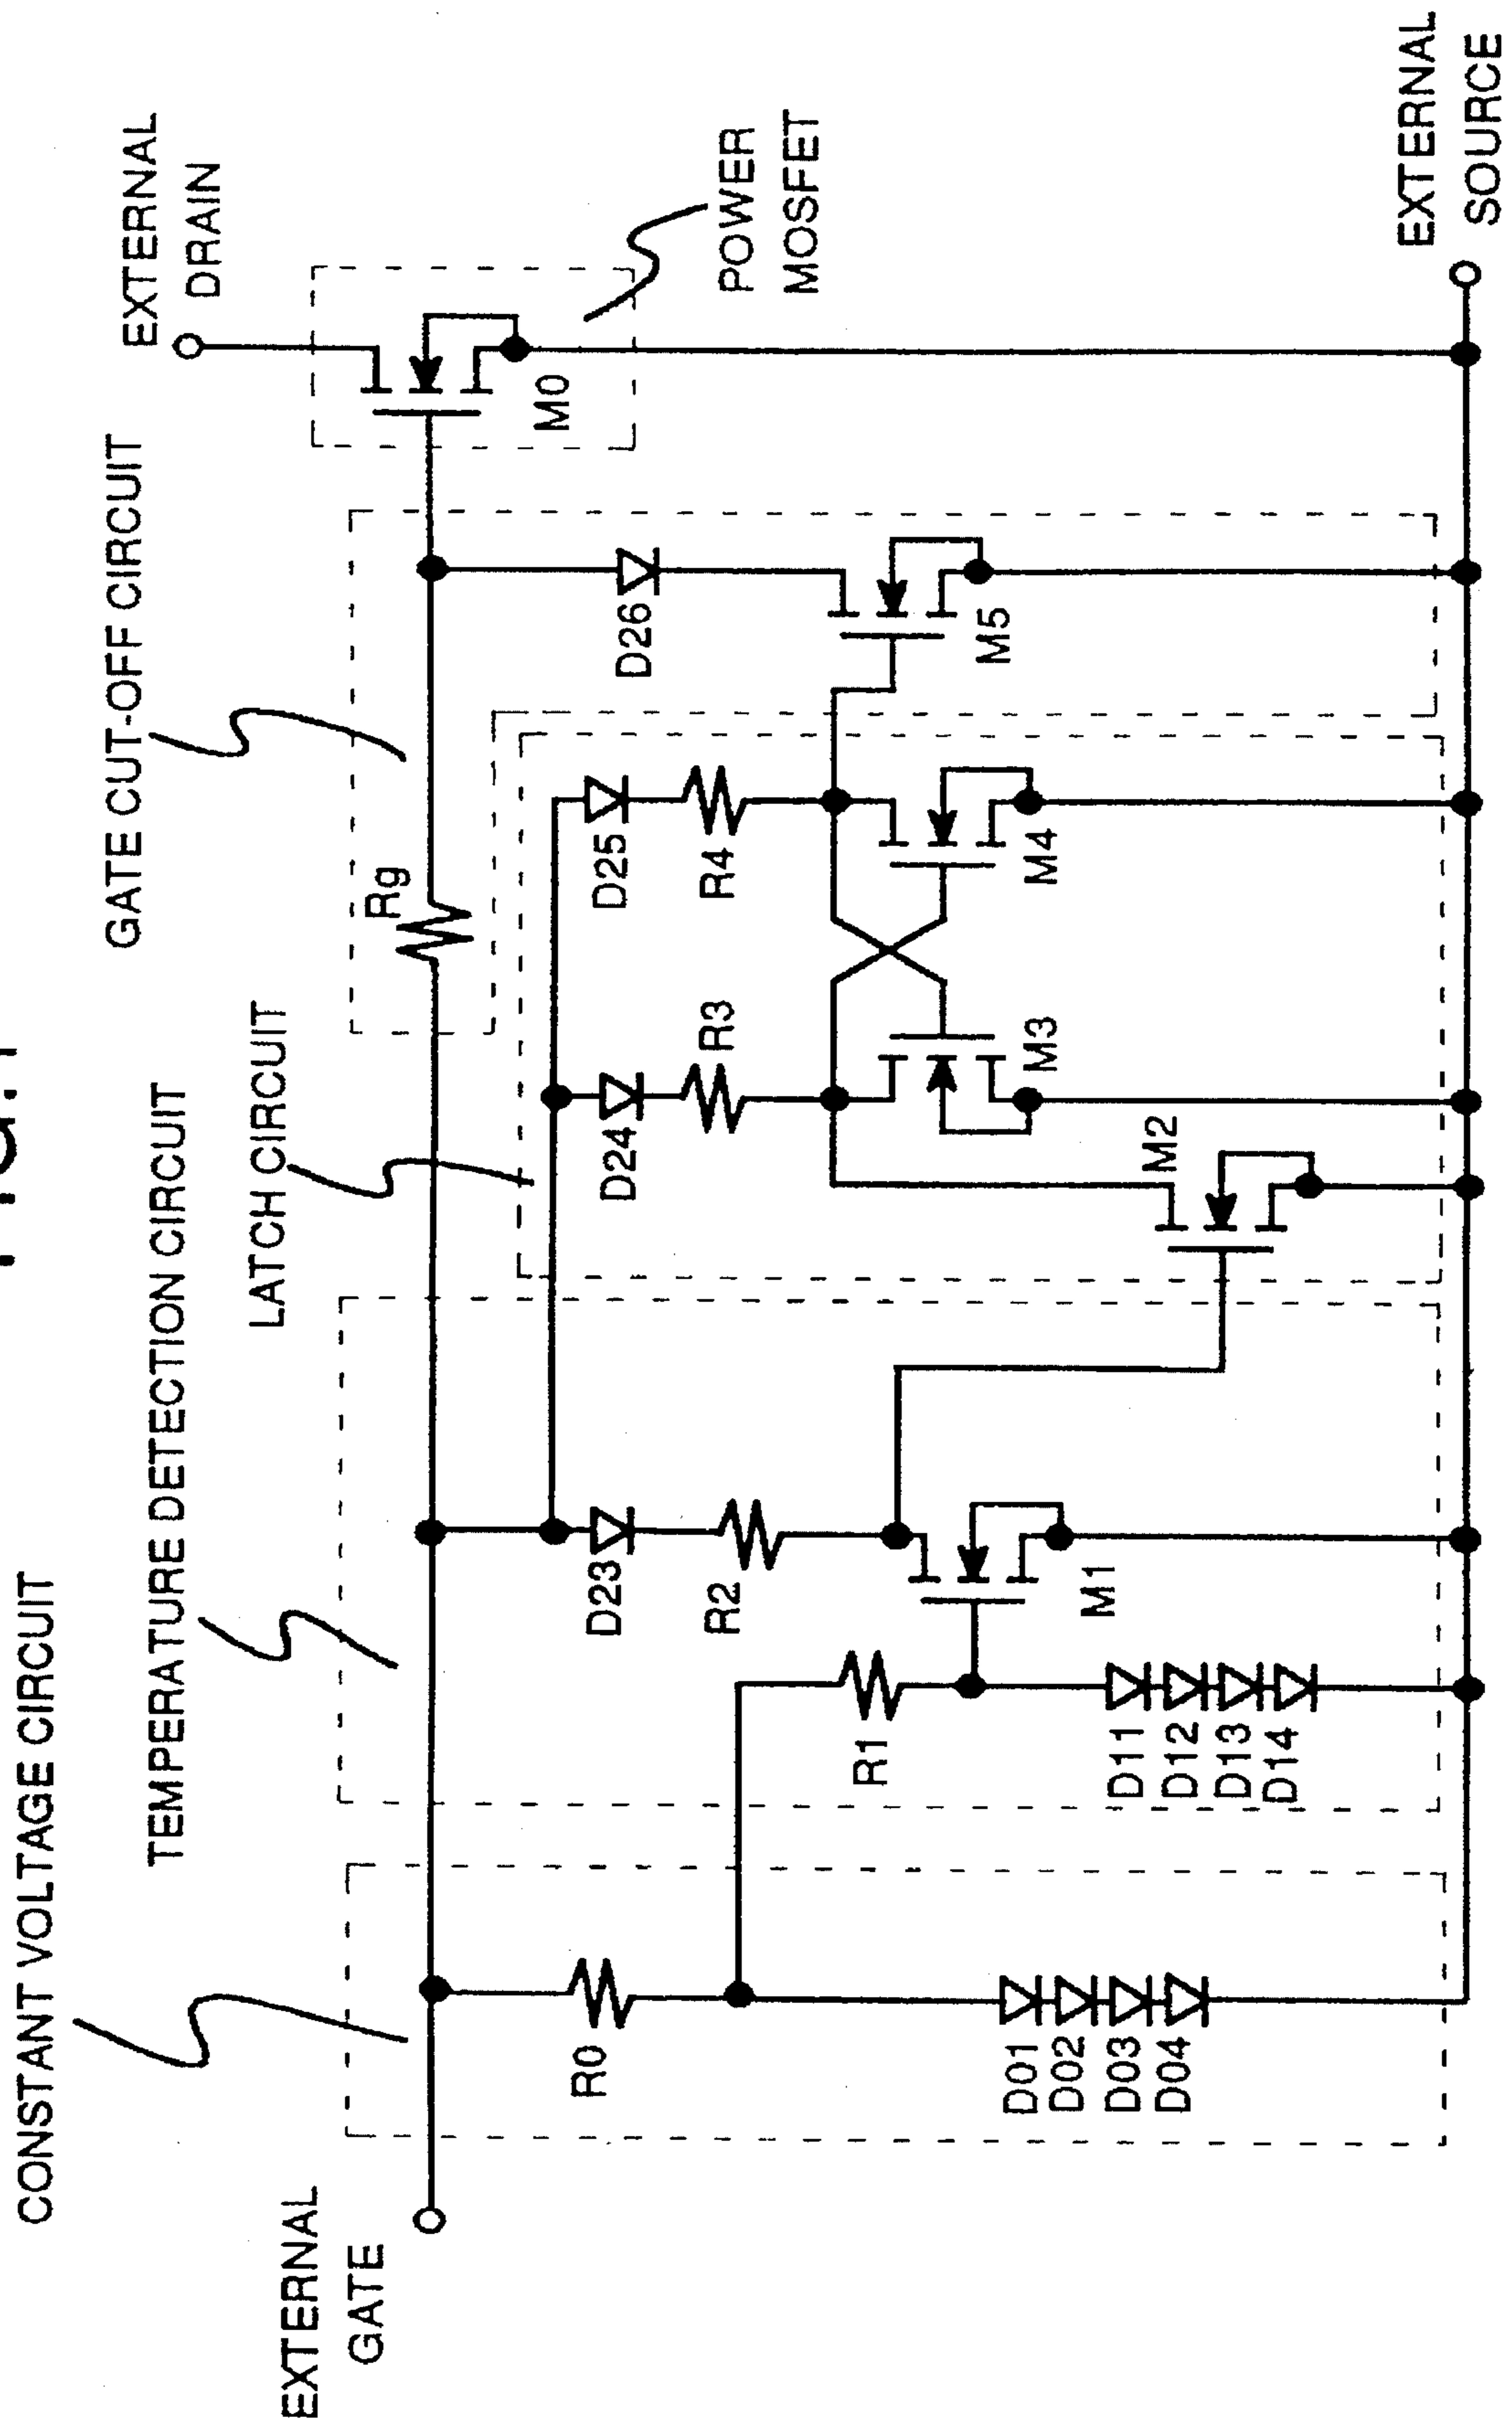 CONSTANT VOLTAGE CIRCUIT
TEMPERATURE DETECTION CIRCUIT
LATCH CIRCUIT
GATE CUT-OFF CIRCUIT
EXTERNAL
DRAIN
EXTERNAL
GATE
Rg
POWER
MOSFET
M0
R0
D01
D02
D03
D04
R1
D11
D12
D13
D14
D23
R2
M1
M2
D24
R3
M3
D25
R4
M4
D26
M5
EXTERNAL
SOURCE